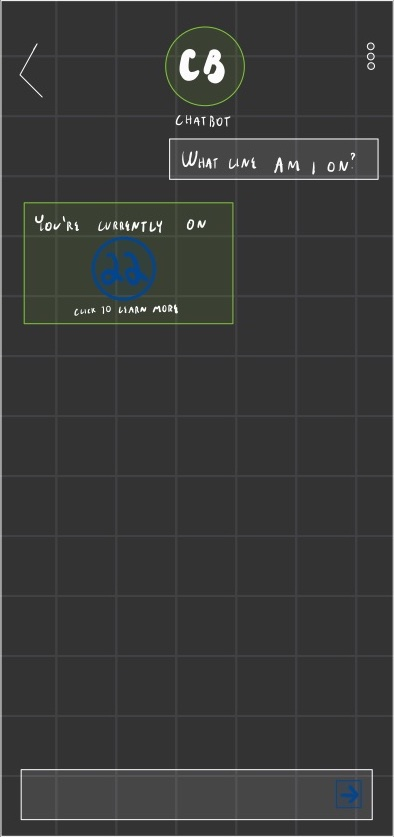 CB
CHATBOT
WHAT LINE AM I ON?
YOU'RE CURRENTLY ON
22
CLICK TO LEARN MORE